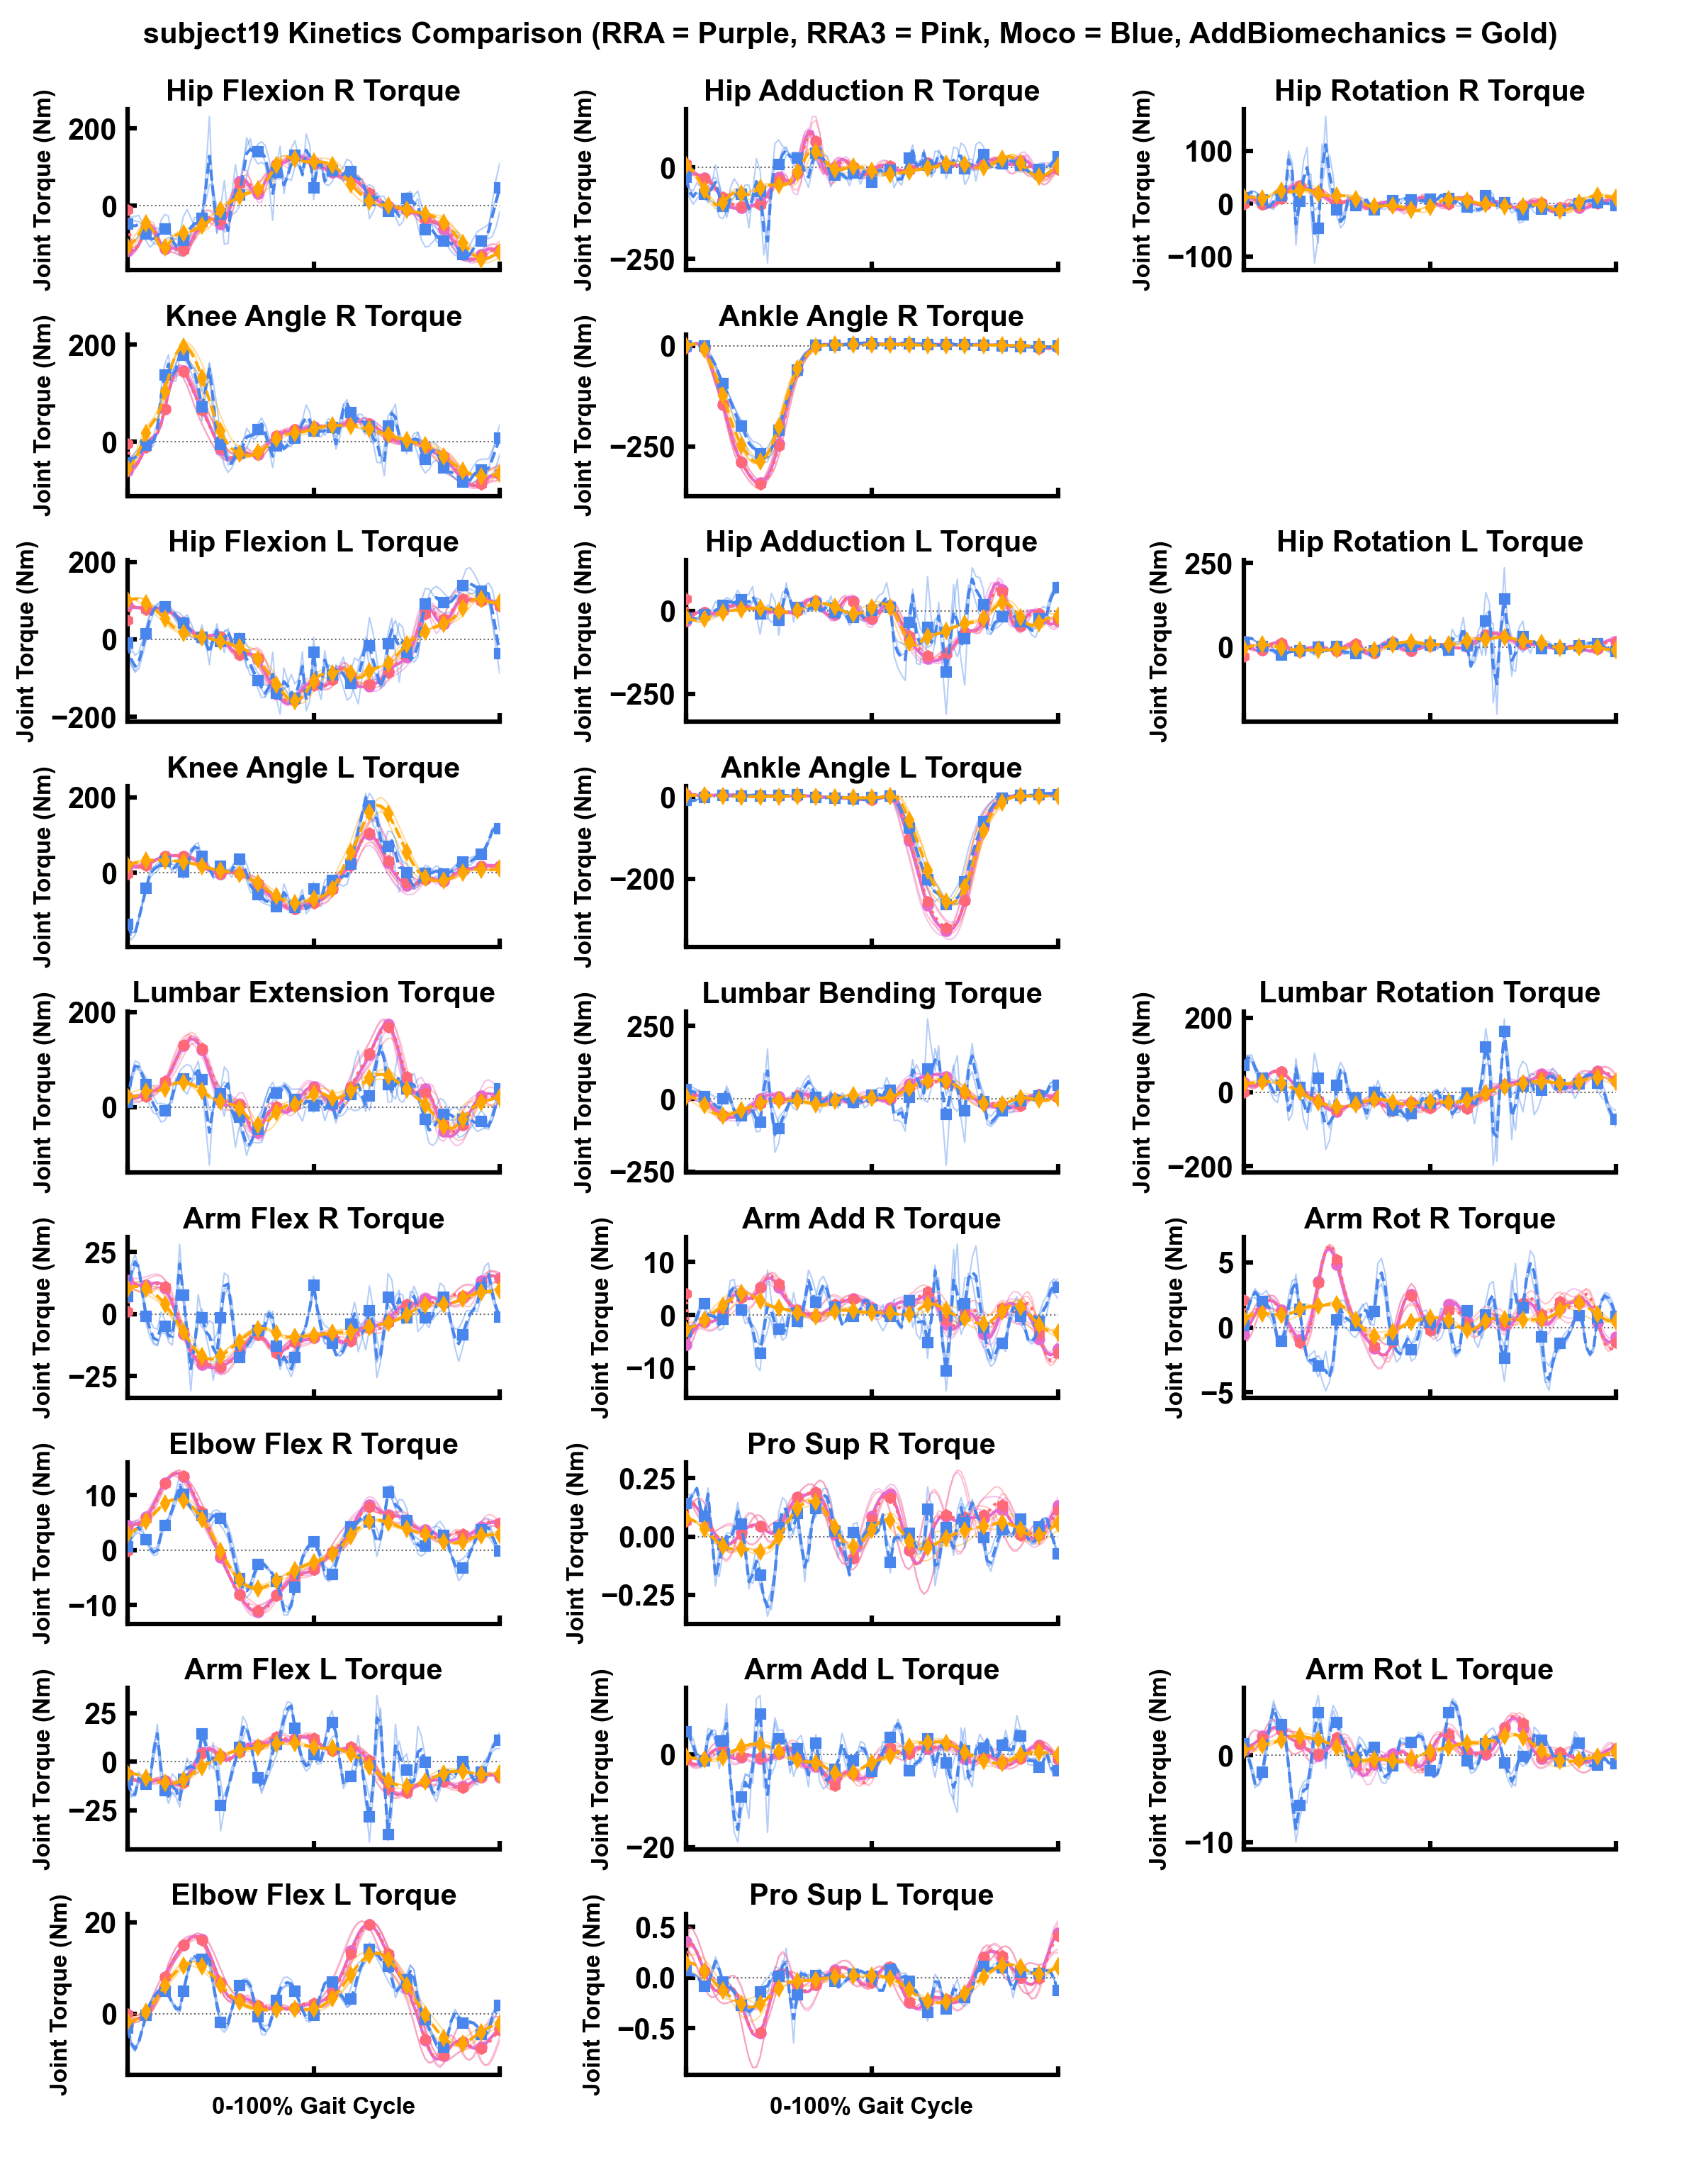 subject19 Kinetics Comparison (RRA = Purple, RRA3 = Pink, Moco = Blue, AddBiomechanics = Gold)
Hip Flexion R Torque
Joint Torque (Nm)
200
0
Hip Adduction R Torque
Joint Torque (Nm)
0
−250
Hip Rotation R Torque
Joint Torque (Nm)
100
0
−100
Knee Angle R Torque
Joint Torque (Nm)
200
0
Ankle Angle R Torque
Joint Torque (Nm)
0
−250
Hip Flexion L Torque
Joint Torque (Nm)
200
0
−200
Hip Adduction L Torque
Joint Torque (Nm)
0
−250
Hip Rotation L Torque
Joint Torque (Nm)
250
0
Knee Angle L Torque
Joint Torque (Nm)
200
0
Ankle Angle L Torque
Joint Torque (Nm)
0
−200
Lumbar Extension Torque
Joint Torque (Nm)
200
100
0
Lumbar Bending Torque
Joint Torque (Nm)
250
0
−250
Lumbar Rotation Torque
Joint Torque (Nm)
200
0
−200
Arm Flex R Torque
Joint Torque (Nm)
25
0
−25
Arm Add R Torque
Joint Torque (Nm)
10
0
−10
Arm Rot R Torque
Joint Torque (Nm)
5
0
−5
Elbow Flex R Torque
Joint Torque (Nm)
10
0
−10
Pro Sup R Torque
Joint Torque (Nm)
0.25
0.00
−0.25
Arm Flex L Torque
Joint Torque (Nm)
25
0
−25
Arm Add L Torque
Joint Torque (Nm)
0
−20
Arm Rot L Torque
Joint Torque (Nm)
0
−10
Elbow Flex L Torque
Joint Torque (Nm)
20
0
0-100% Gait Cycle
Pro Sup L Torque
Joint Torque (Nm)
0.5
0.0
−0.5
0-100% Gait Cycle